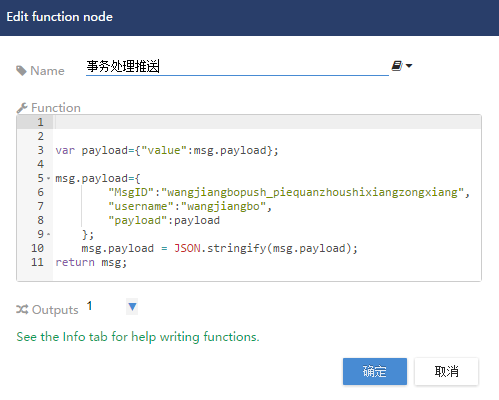 Edit function node
Name
事务处理推送
Function
1
2
3 var payload={"value":msg.payload};
4
5 msg.payload={
6 "MsgID":"wangjiangbopush_piequanzhoushixiangzongxiang",
7 "username":"wangjiangbo",
8 "payload":payload
9 };
10 msg.payload = JSON.stringify(msg.payload);
11 return msg;
Outputs 1
See the Info tab for help writing functions.
确定 取消